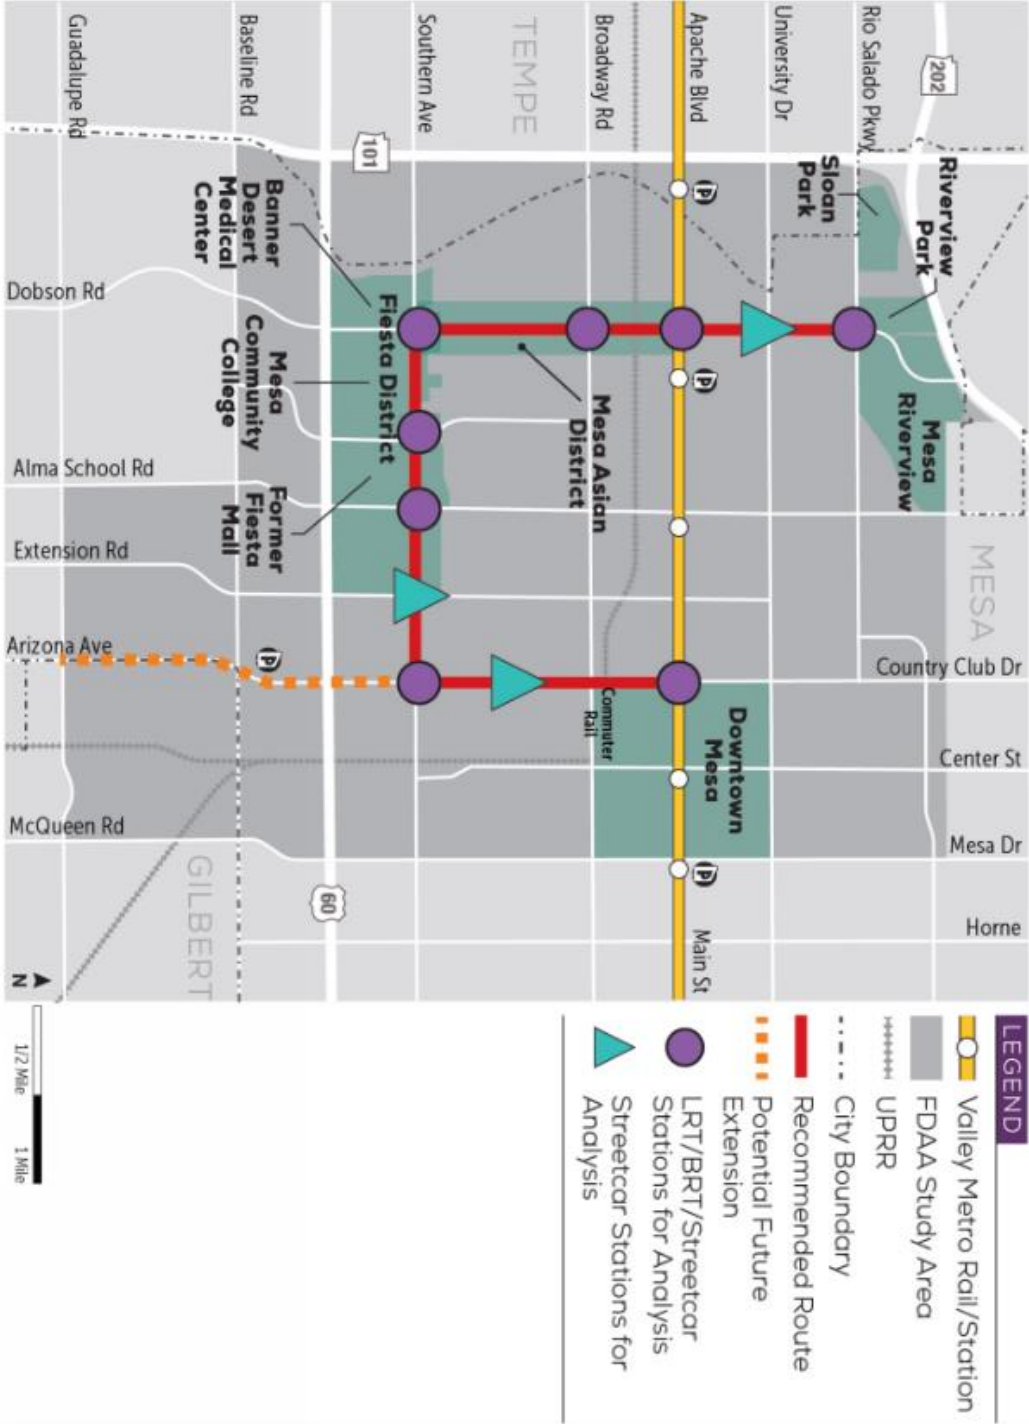 202
Rio Salado Pkwy
University Dr
Apache Blvd
Broadway Rd
TEMPE
Southern Ave
Baseline Rd
Guadalupe Rd
101
Riverview
Park
Sloan
Park
P
Banner
Desert
Medical
Center
Dobson Rd
Fiesta District
Mesa
Community
College
P
Mesa Asian
District
Mesa
Riverview
Alma School Rd
Former
Fiesta
Mall
Extension Rd
MESA
Arizona Ave
P
Country Club Dr
Commuter
Rail
Downtown
Mesa
Center St
McQueen Rd
Mesa Dr
P
GILBERT
60
Horne
Main St
N
1/2 Mile
1 Mile
LEGEND
Valley Metro Rail/Station
FDAA Study Area
UPRR
City Boundary
Recommended Route
Potential Future
Extension
LRT/BRT/Streetcar
Stations for Analysis
Streetcar Stations for
Analysis